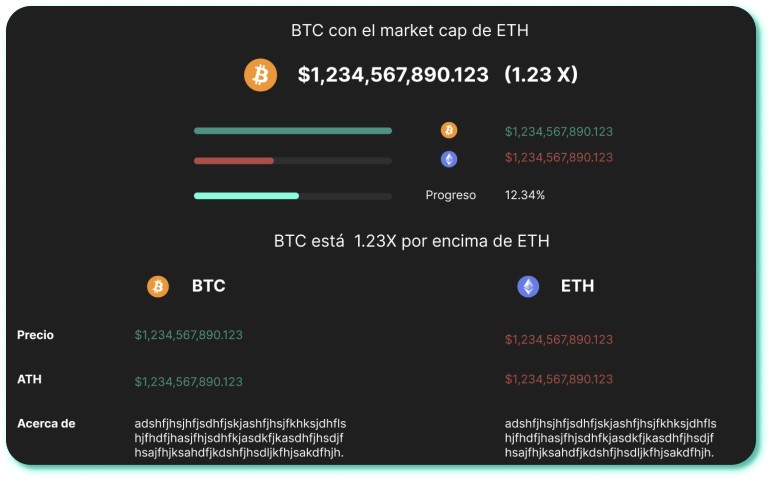 BTC con el market cap de ETH
$1,234,567,890.123 (1.23 X)
$1,234,567,890.123
$1,234,567,890.123
Progreso 12.34%
BTC está 1.23X por encima de ETH
BTC ETH
Precio $1,234,567,890.123 $1,234,567,890.123
ATH $1,234,567,890.123 $1,234,567,890.123
Acerca de
adshfjhsjhfjsdhfjskjashfjhsjfkhksjdhfls
hjfhdfjhasjfhjsdhfkjasdkfjkasdhfjhsdjf
hsajfhjksahdfjkdshfjhsdljkfhjsakdfhjh.
adshfjhsjhfjsdhfjskjashfjhsjfkhksjdhfls
hjfhdfjhasjfhjsdhfkjasdkfjkasdhfjhsdjf
hsajfhjksahdfjkdshfjhsdljkfhjsakdfhjh.